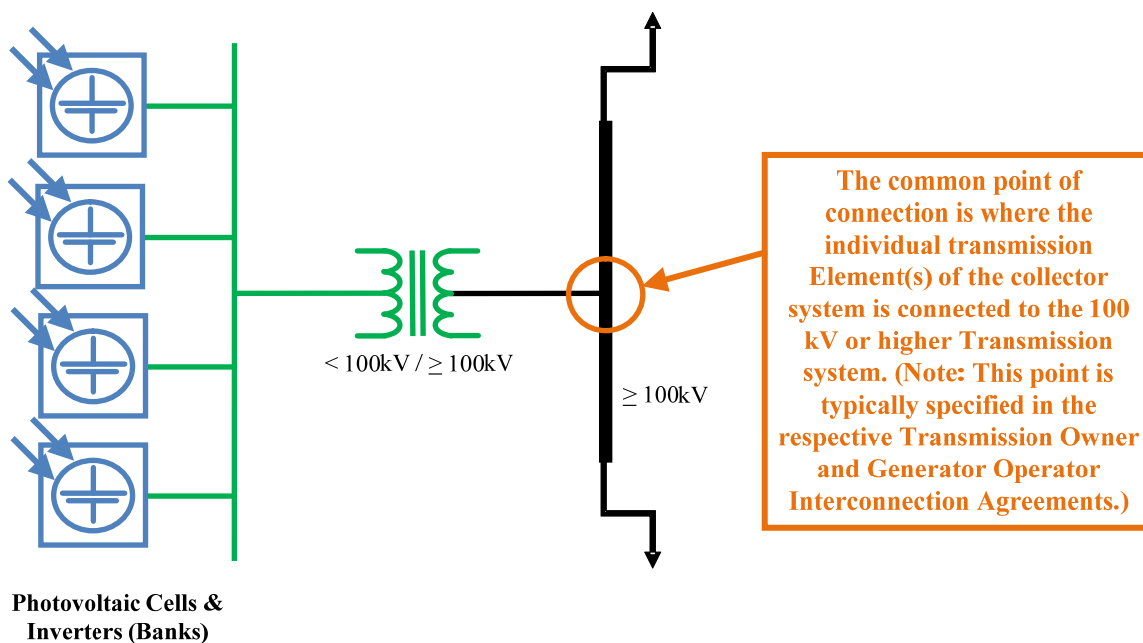 The common point of
connection is where the
individual transmission
Element(s) of the collector
system is connected to the 100
kV or higher Transmission
system. (Note: This point is
typically specified in the
respective Transmission Owner
and Generator Operator
Interconnection Agreements.)
< 100kV / ≥ 100kV
≥ 100kV
Photovoltaic Cells &
Inverters (Banks)